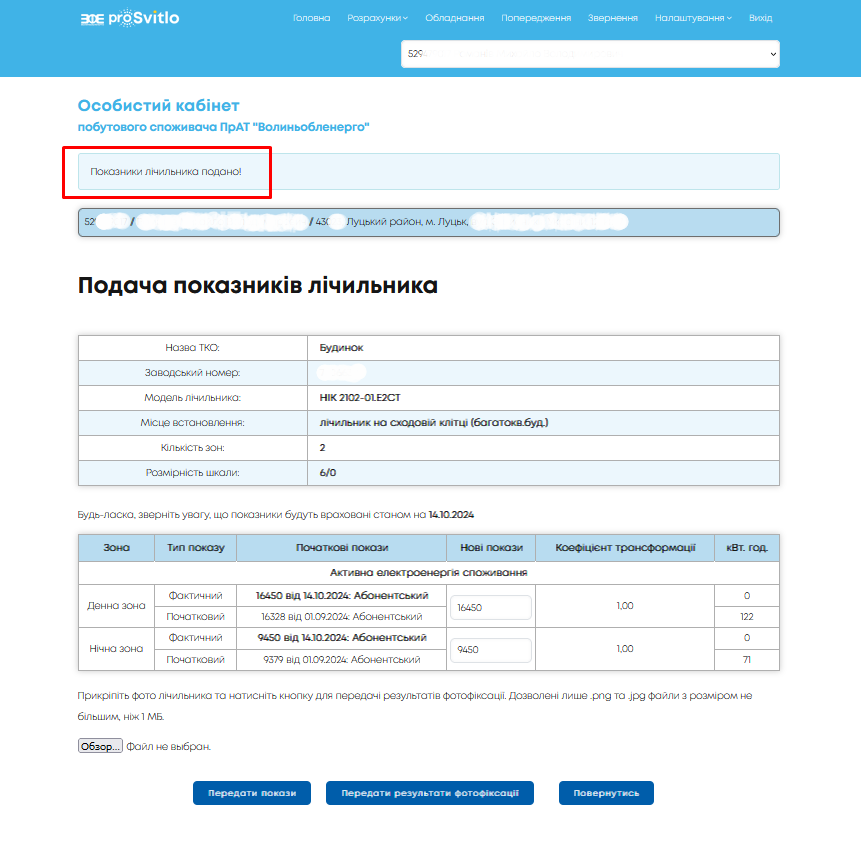 ЗОЕ proSvitlo
Головна Розрахунки Обладнання Попередження Звернення Налаштування Вихід
529
Особистий кабінет
побутового споживача ПрАТ "Волиньобленерго"
Показники лічильника подано!
52 / / 430 Луцький район, м. Луцьк,
Подача показників лічильника
Назва ТКО: Будинок
Заводський номер:
Модель лічильника: НІК 2102-01.Е2СТ
Місце встановлення: лічильник на сходовій клітці (багатокв.буд.)
Кількість зон: 2
Розмірність шкали: 6/0
Будь-ласка, зверніть увагу, що показники будуть враховані станом на 14.10.2024
Зона Тип показу Початкові покази Нові покази Коефіцієнт трансформації кВт. год.
Активна електроенергія споживання
Денна зона Фактичний 16450 від 14.10.2024: Абонентський 16450 1,00 0
Початковий 16328 від 01.09.2024: Абонентський 122
Нічна зона Фактичний 9450 від 14.10.2024: Абонентський 9450 1,00 0
Початковий 9379 від 01.09.2024: Абонентський 71
Прикріпіть фото лічильника та натисніть кнопку для передачі результатів фотофіксації. Дозволені лише .png та .jpg файли з розміром не
більшим, ніж 1 МБ.
Обзор... Файл не выбран.
Передати покази Передати результати фотофіксації Повернутись